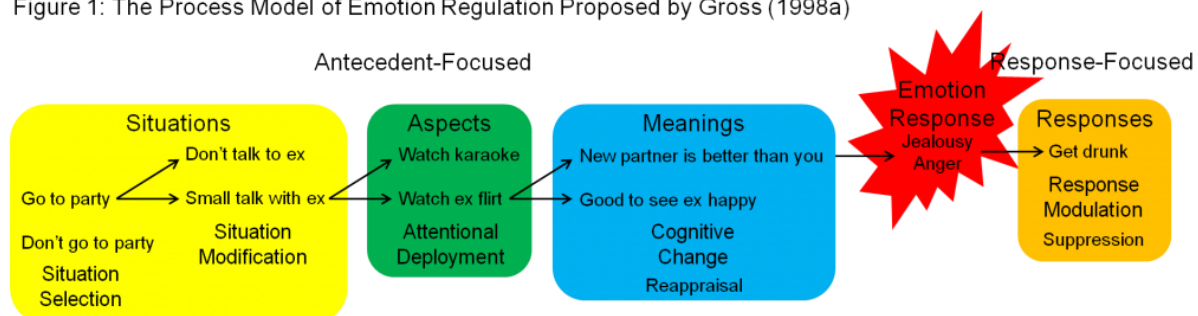 Figure 1: The Process Model of Emotion Regulation Proposed by Gross (1998a)
Antecedent-Focused
Response-Focused
Situations
Don't talk to ex
Go to party
Small talk with ex
Don't go to party
Situation
Modification
Situation
Selection
Aspects
Watch karaoke
Watch ex flirt
Attentional
Deployment
Meanings
New partner is better than you
Good to see ex happy
Cognitive
Change
Reappraisal
Emotion
Response
Jealousy
Anger
Responses
Get drunk
Response
Modulation
Suppression